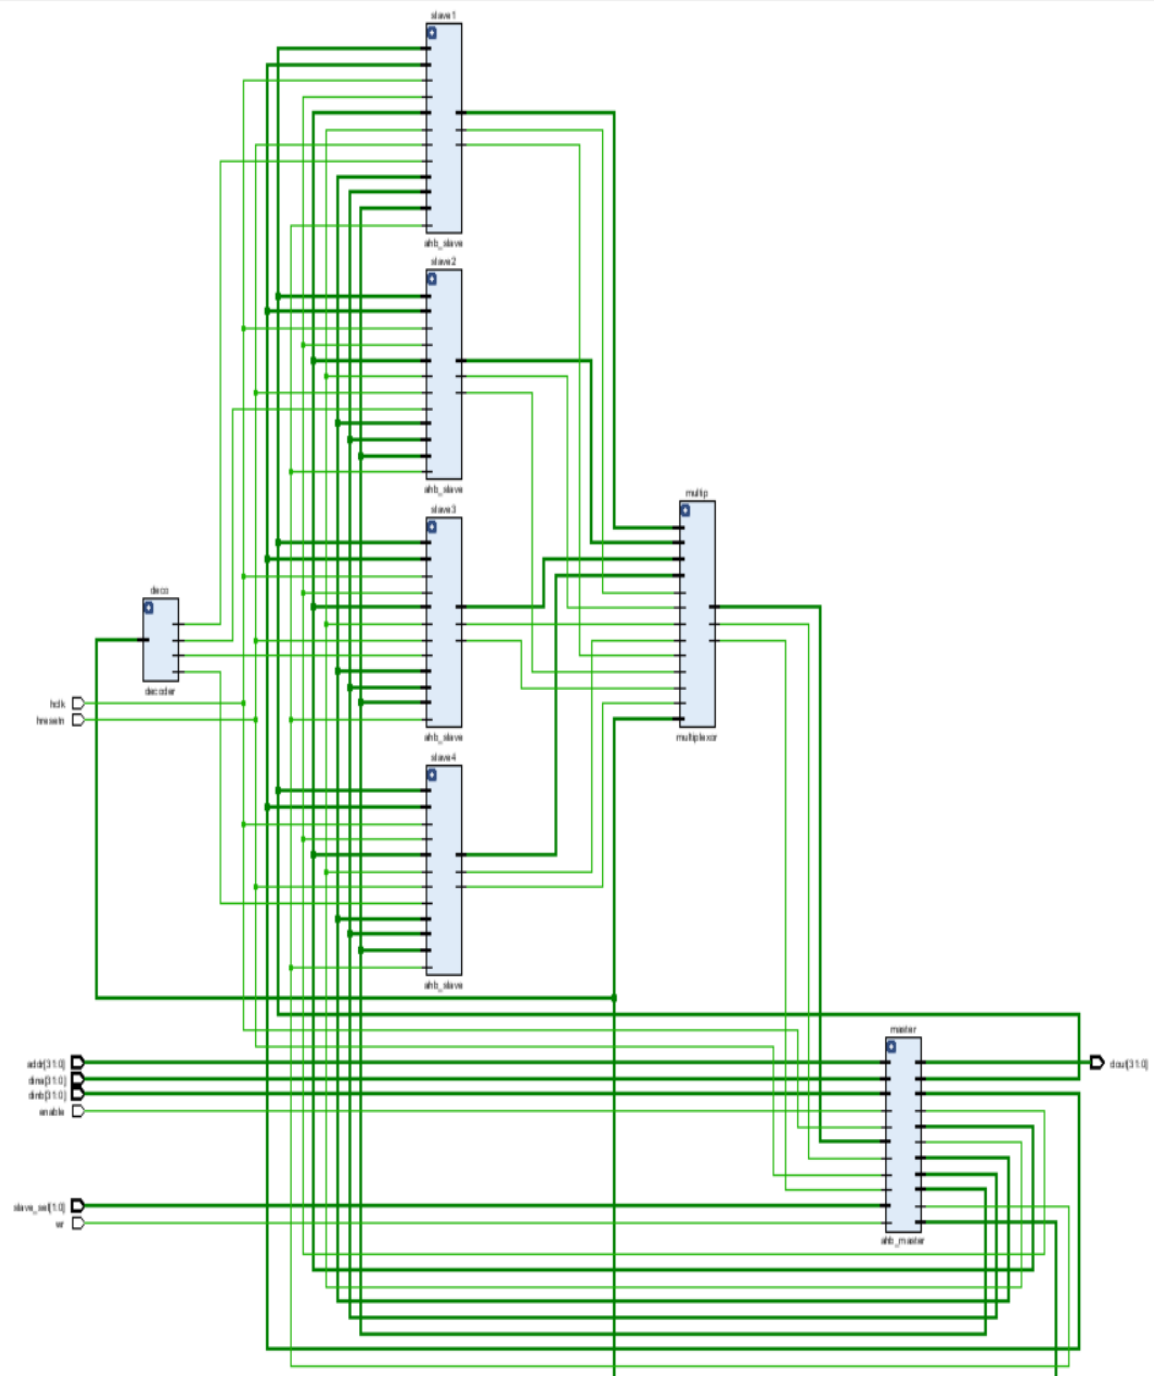 slave1
ahb_slave
slave2
ahb_slave
slave3
ahb_slave
multip
multiplexor
deco
decoder
hclk
hresetn
slave4
ahb_slave
master
ahb_master
addr[31:0]
dina[31:0]
dinb[31:0]
enable
slave_sel[1:0]
wr
dout[31:0]